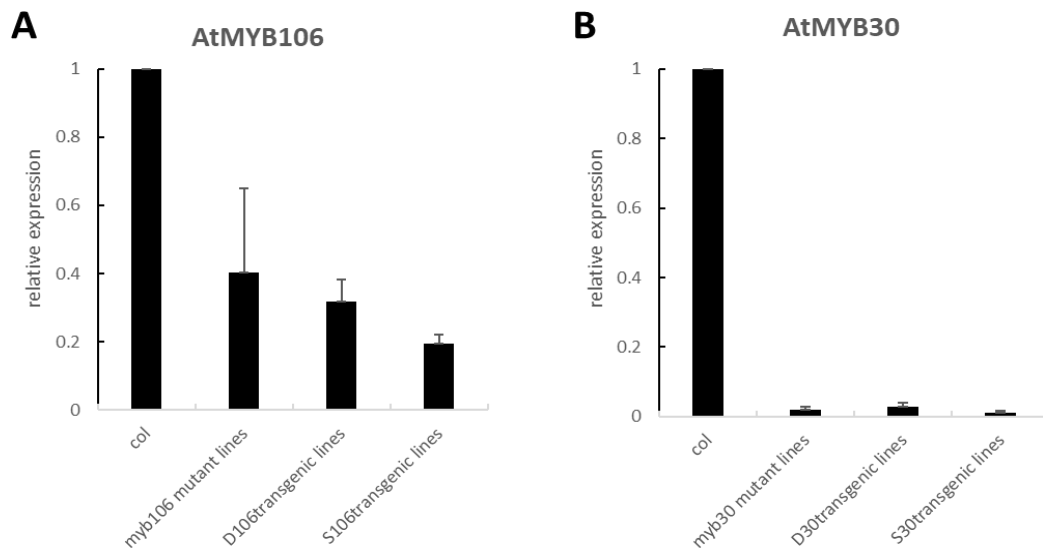 A
AtMYB106
relative expression
1
0.8
0.6
0.4
0.2
0
col
myb106 mutant lines
D106transgenic lines
S106transgenic lines
B
AtMYB30
relative expression
1
0.8
0.6
0.4
0.2
0
col
myb30 mutant lines
D30transgenic lines
S30transgenic lines